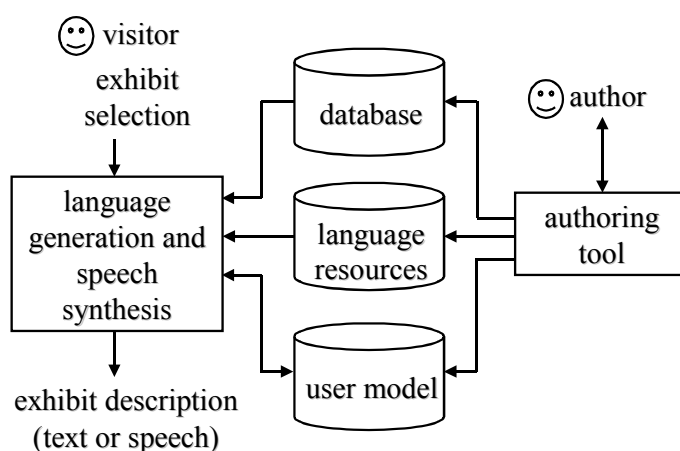 visitor
exhibit
selection
language
generation and
speech
synthesis
exhibit description
(text or speech)
database
language
resources
user model
author
authoring
tool